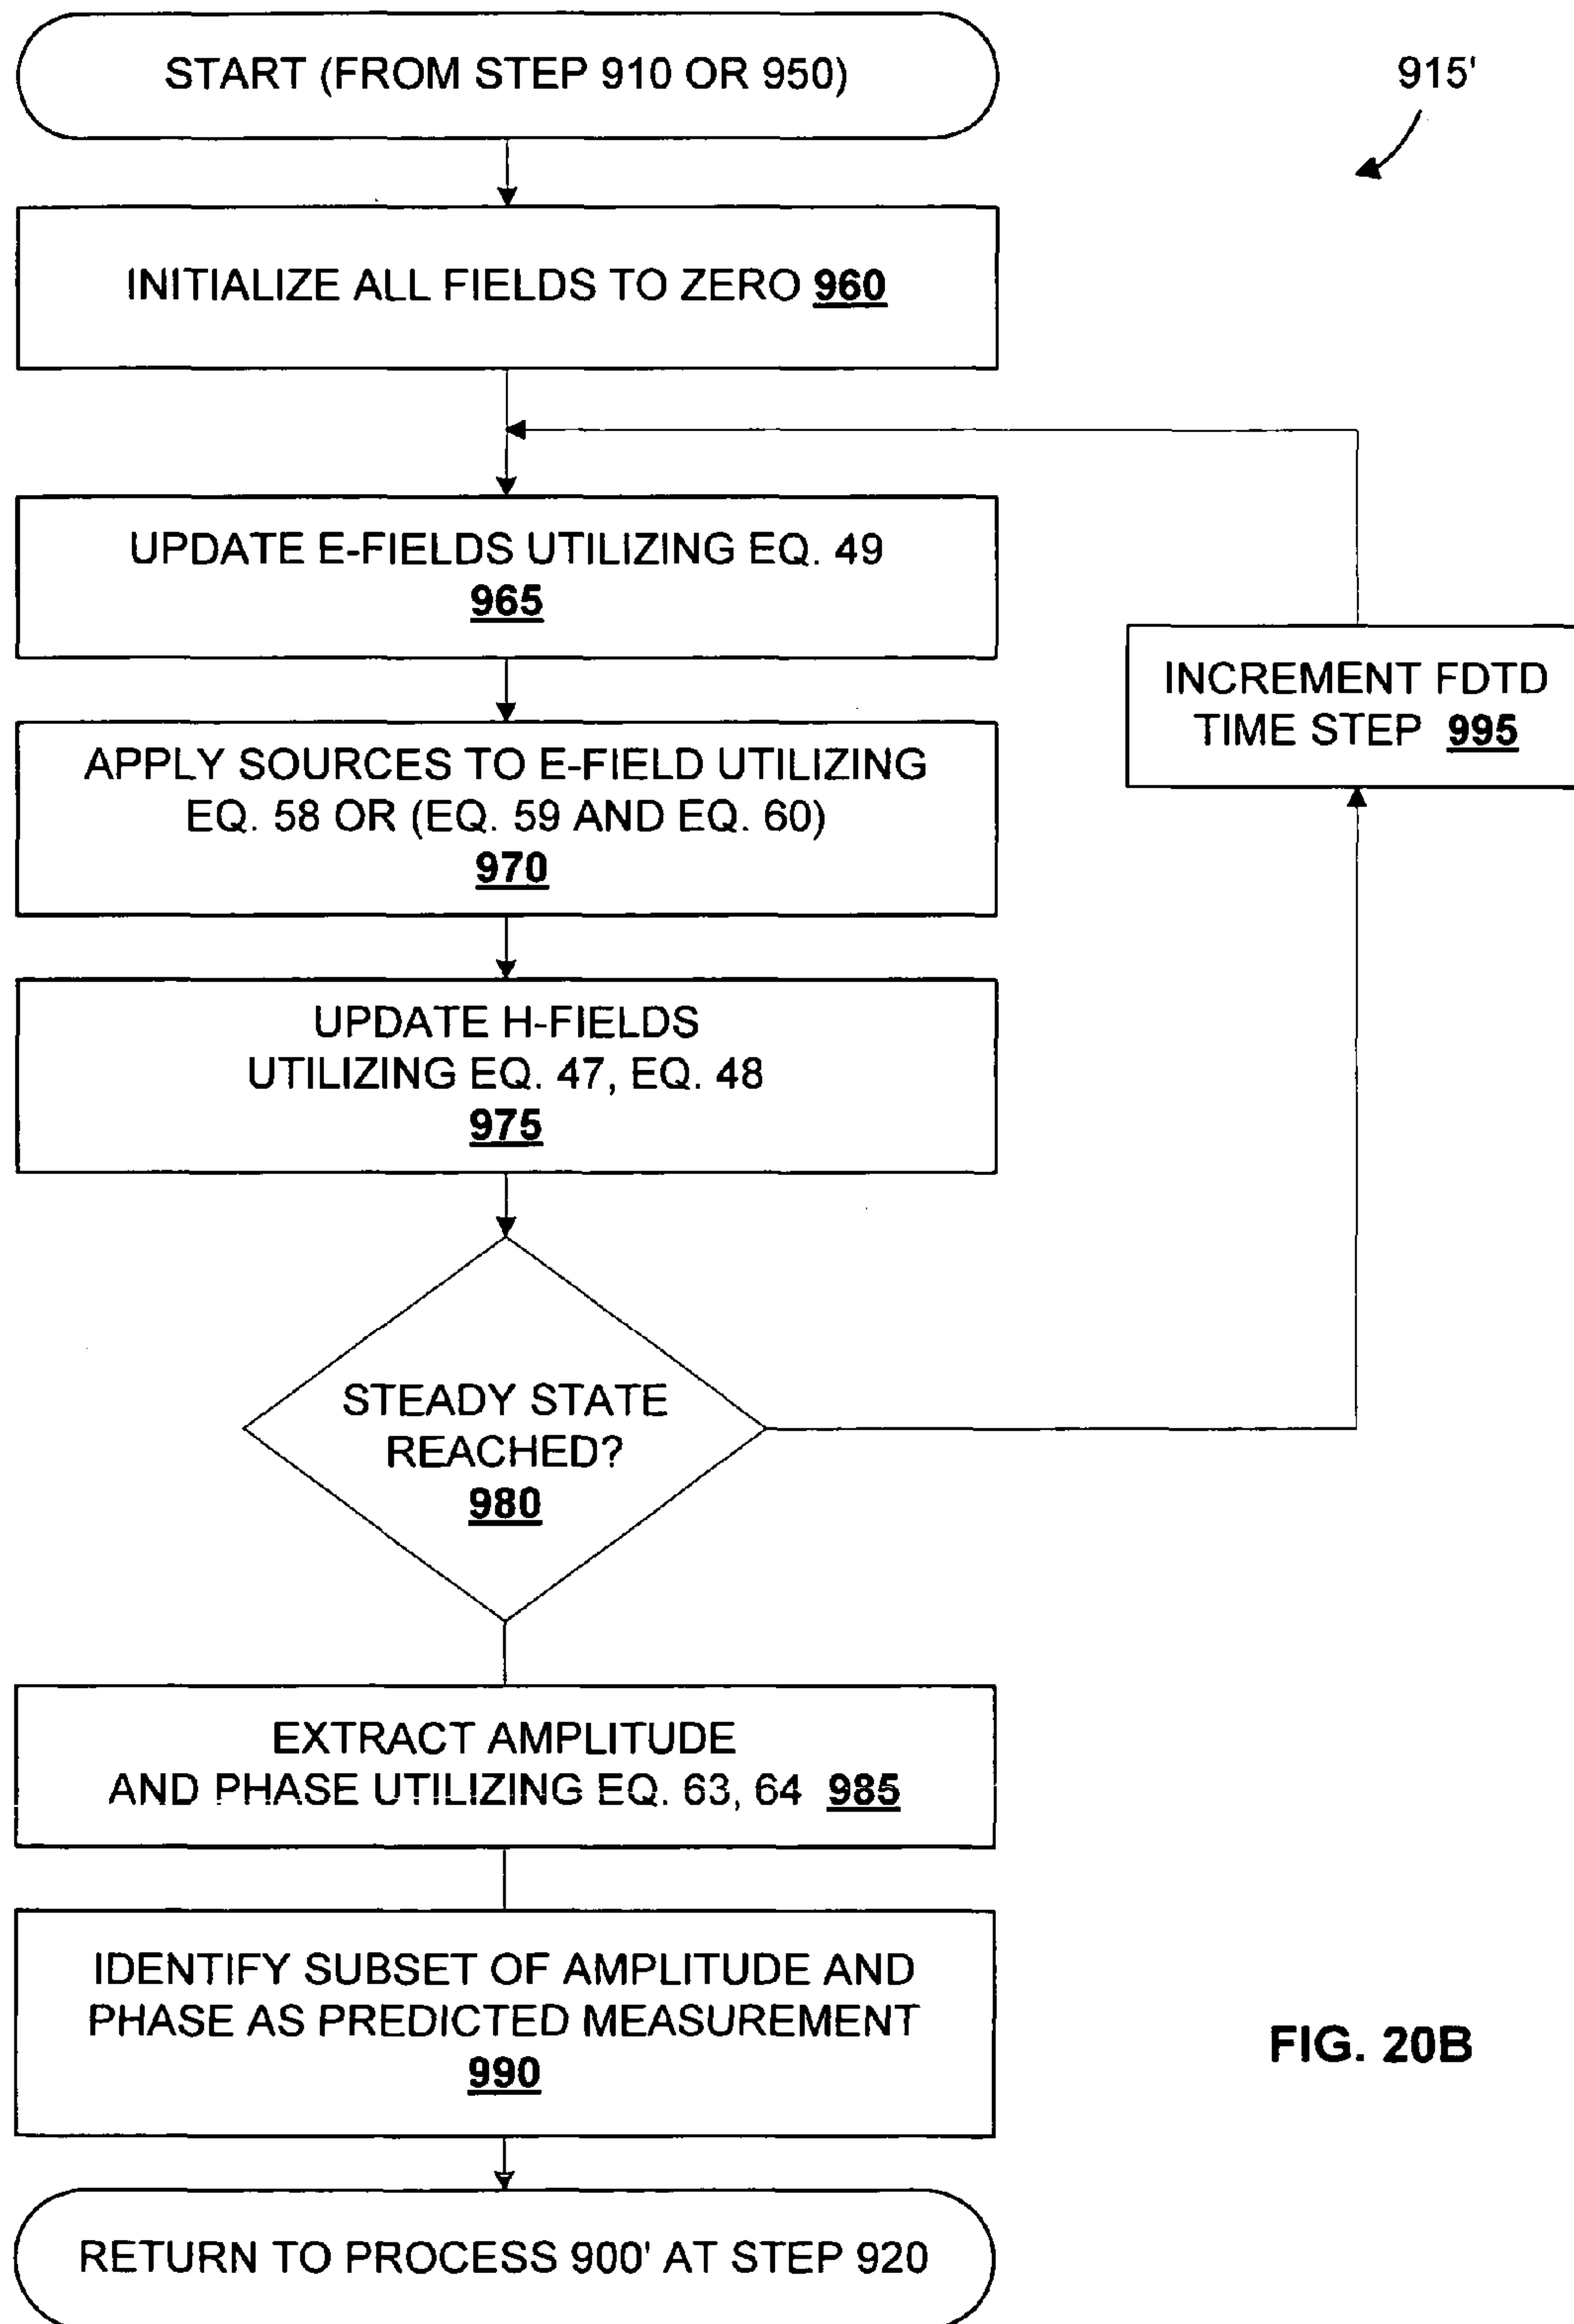 START (FROM STEP 910 OR 950)
915'
INITIALIZE ALL FIELDS TO ZERO 960
UPDATE E-FIELDS UTILIZING EQ. 49
965
INCREMENT FDTD
TIME STEP 995
APPLY SOURCES TO E-FIELD UTILIZING
EQ. 58 OR (EQ. 59 AND EQ. 60)
970
UPDATE H-FIELDS
UTILIZING EQ. 47, EQ. 48
975
STEADY STATE
REACHED?
980
EXTRACT AMPLITUDE
AND PHASE UTILIZING EQ. 63, 64 985
IDENTIFY SUBSET OF AMPLITUDE AND
PHASE AS PREDICTED MEASUREMENT
990
FIG. 20B
RETURN TO PROCESS 900' AT STEP 920